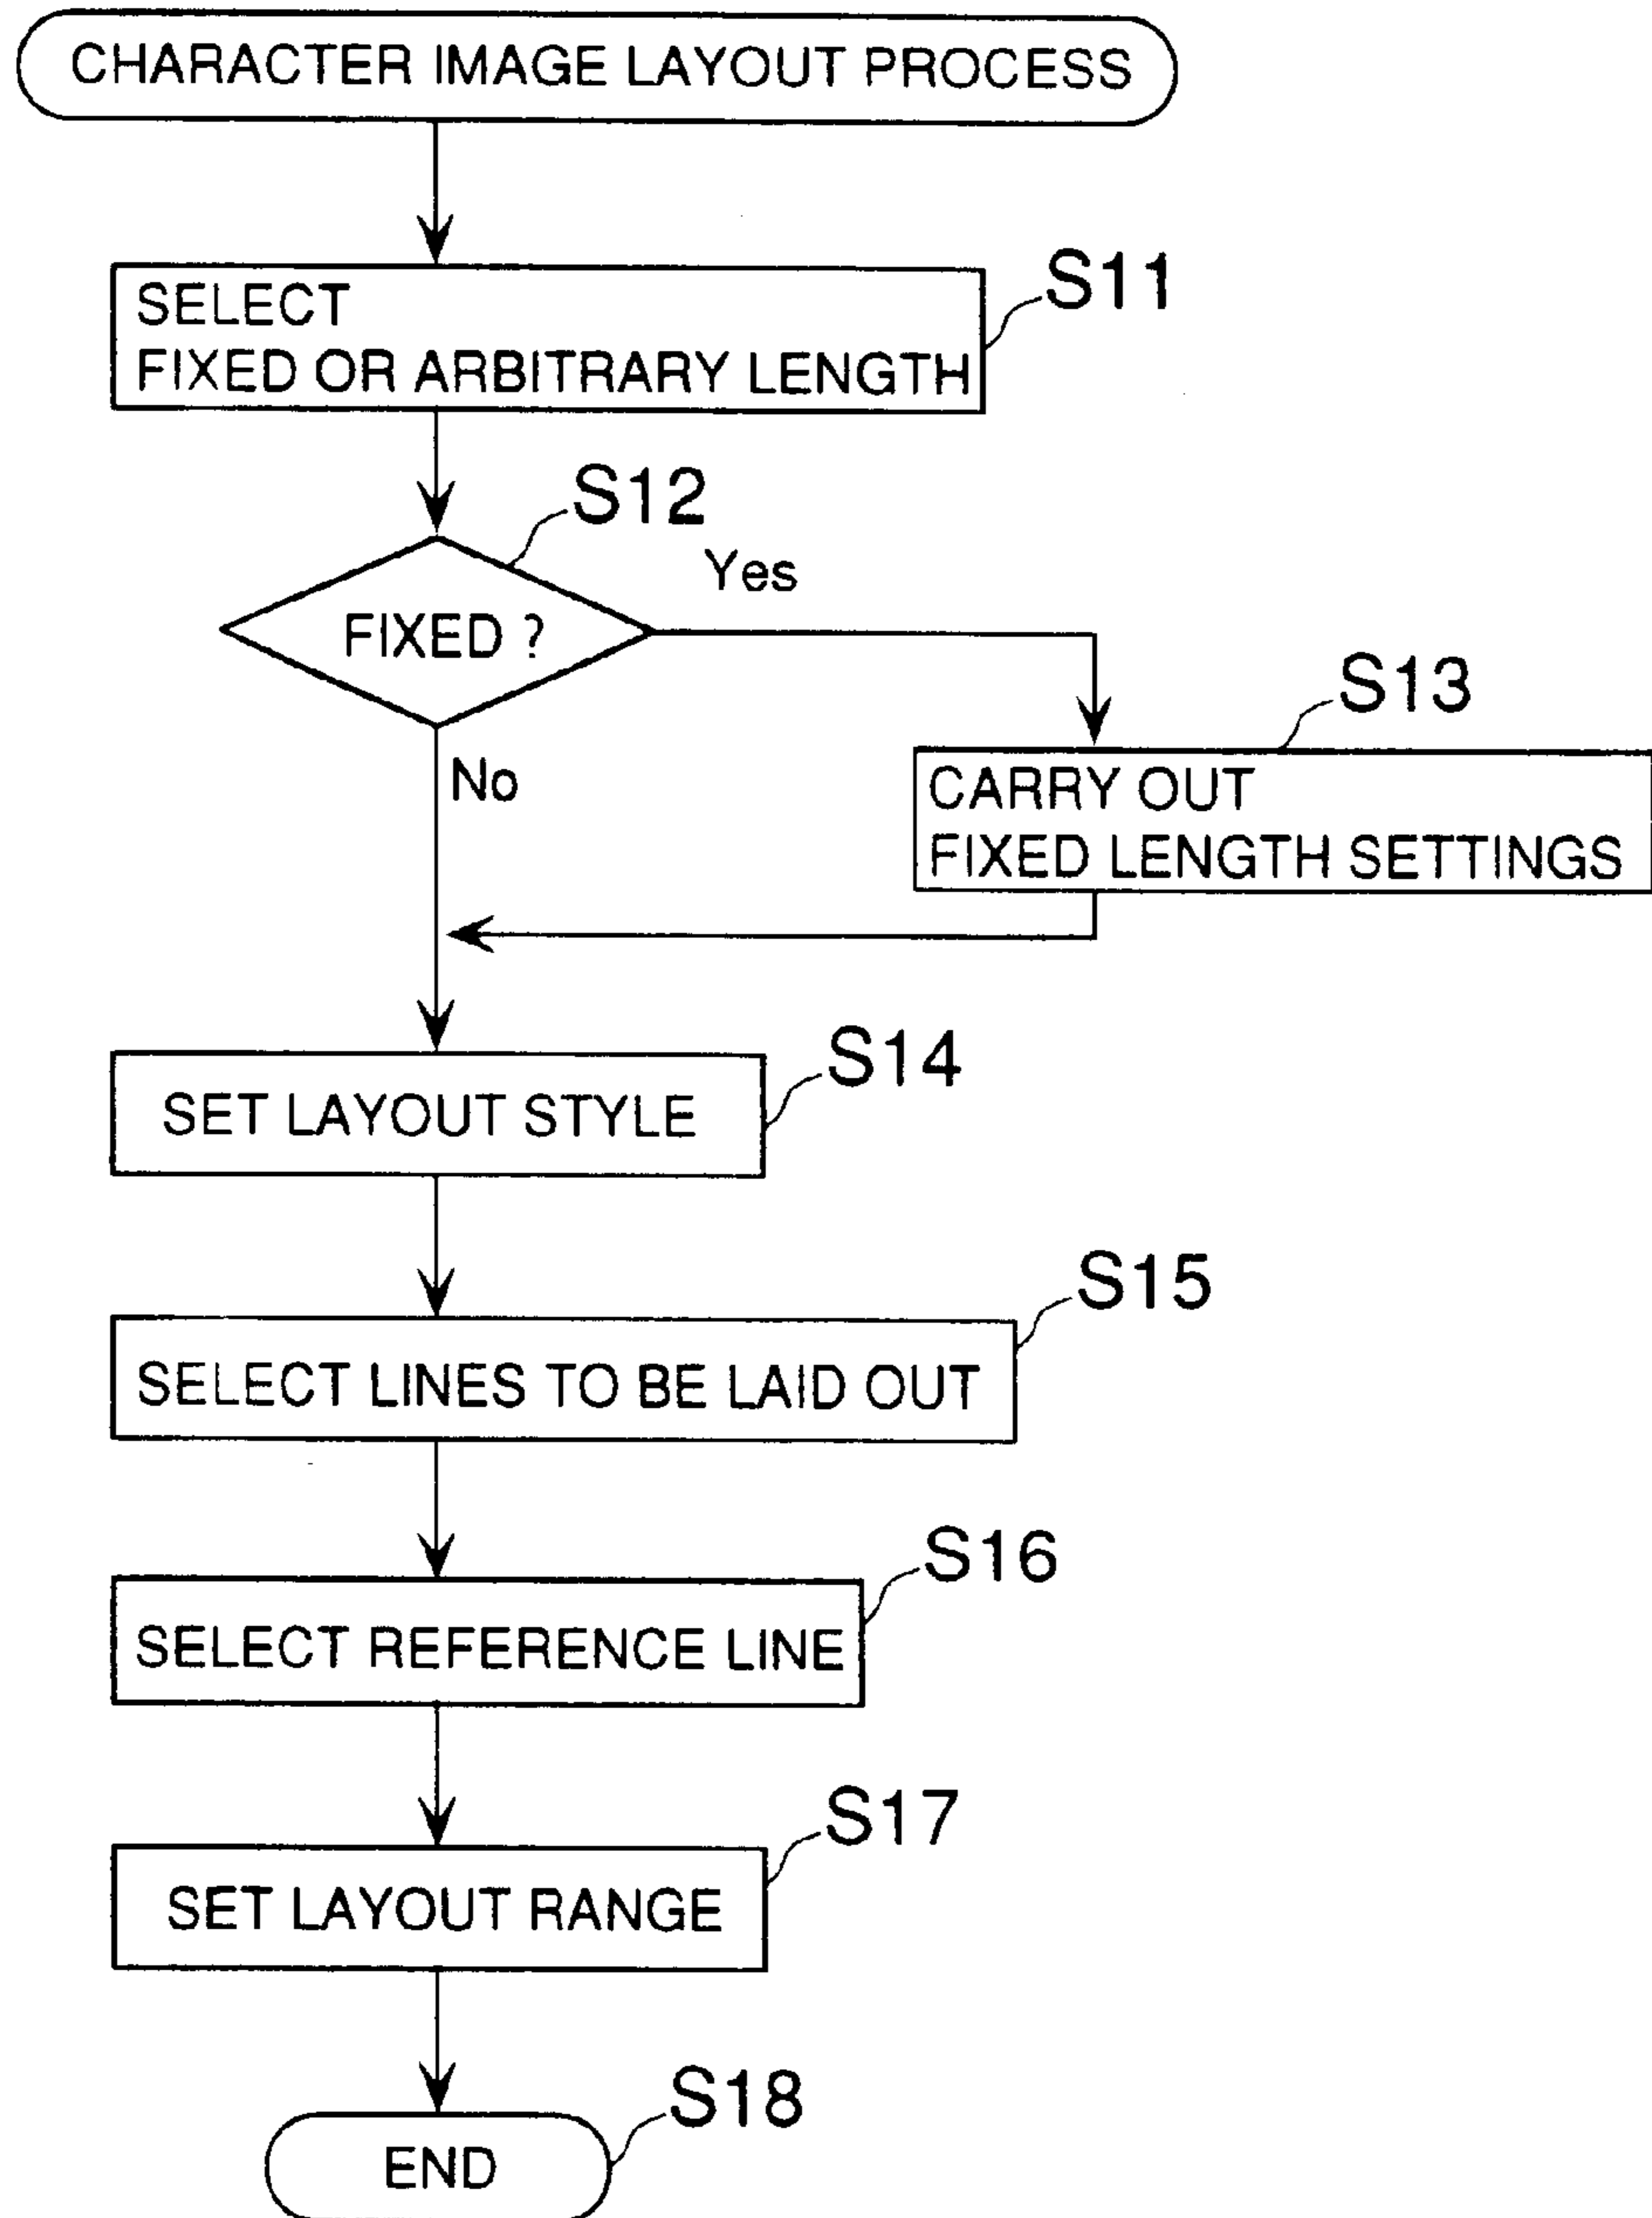 CHARACTER IMAGE LAYOUT PROCESS
S11
SELECT
FIXED OR ARBITRARY LENGTH
S12
Yes
FIXED ?
No
S13
CARRY OUT
FIXED LENGTH SETTINGS
S14
SET LAYOUT STYLE
S15
SELECT LINES TO BE LAID OUT
S16
SELECT REFERENCE LINE
S17
SET LAYOUT RANGE
S18
END